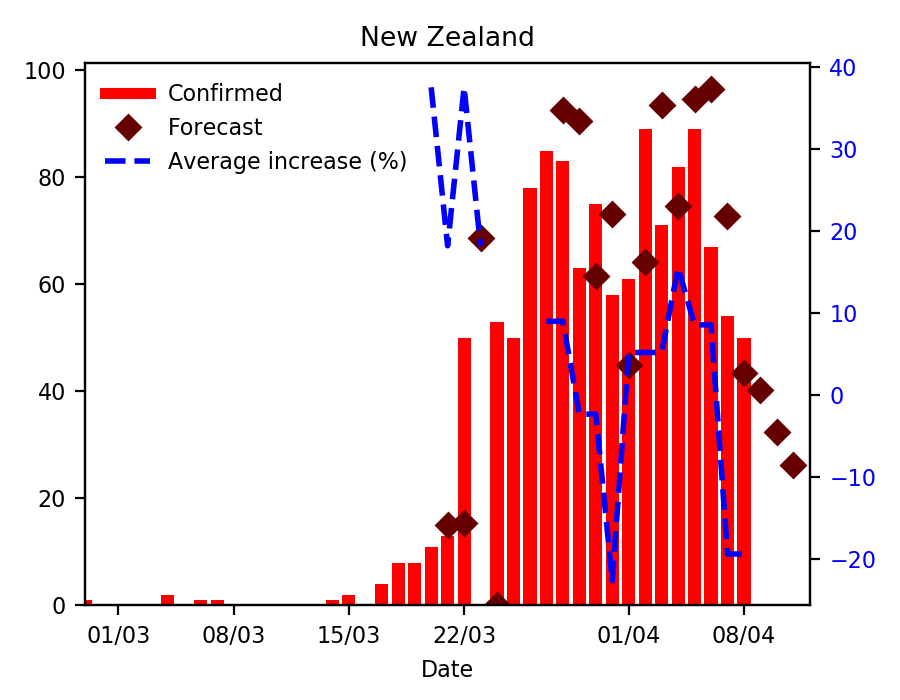 New Zealand
Confirmed
Forecast
Average increase (%)
100
80
60
40
20
0
40
30
20
10
0
−10
−20
01/03 08/03 15/03 22/03 01/04 08/04
Date